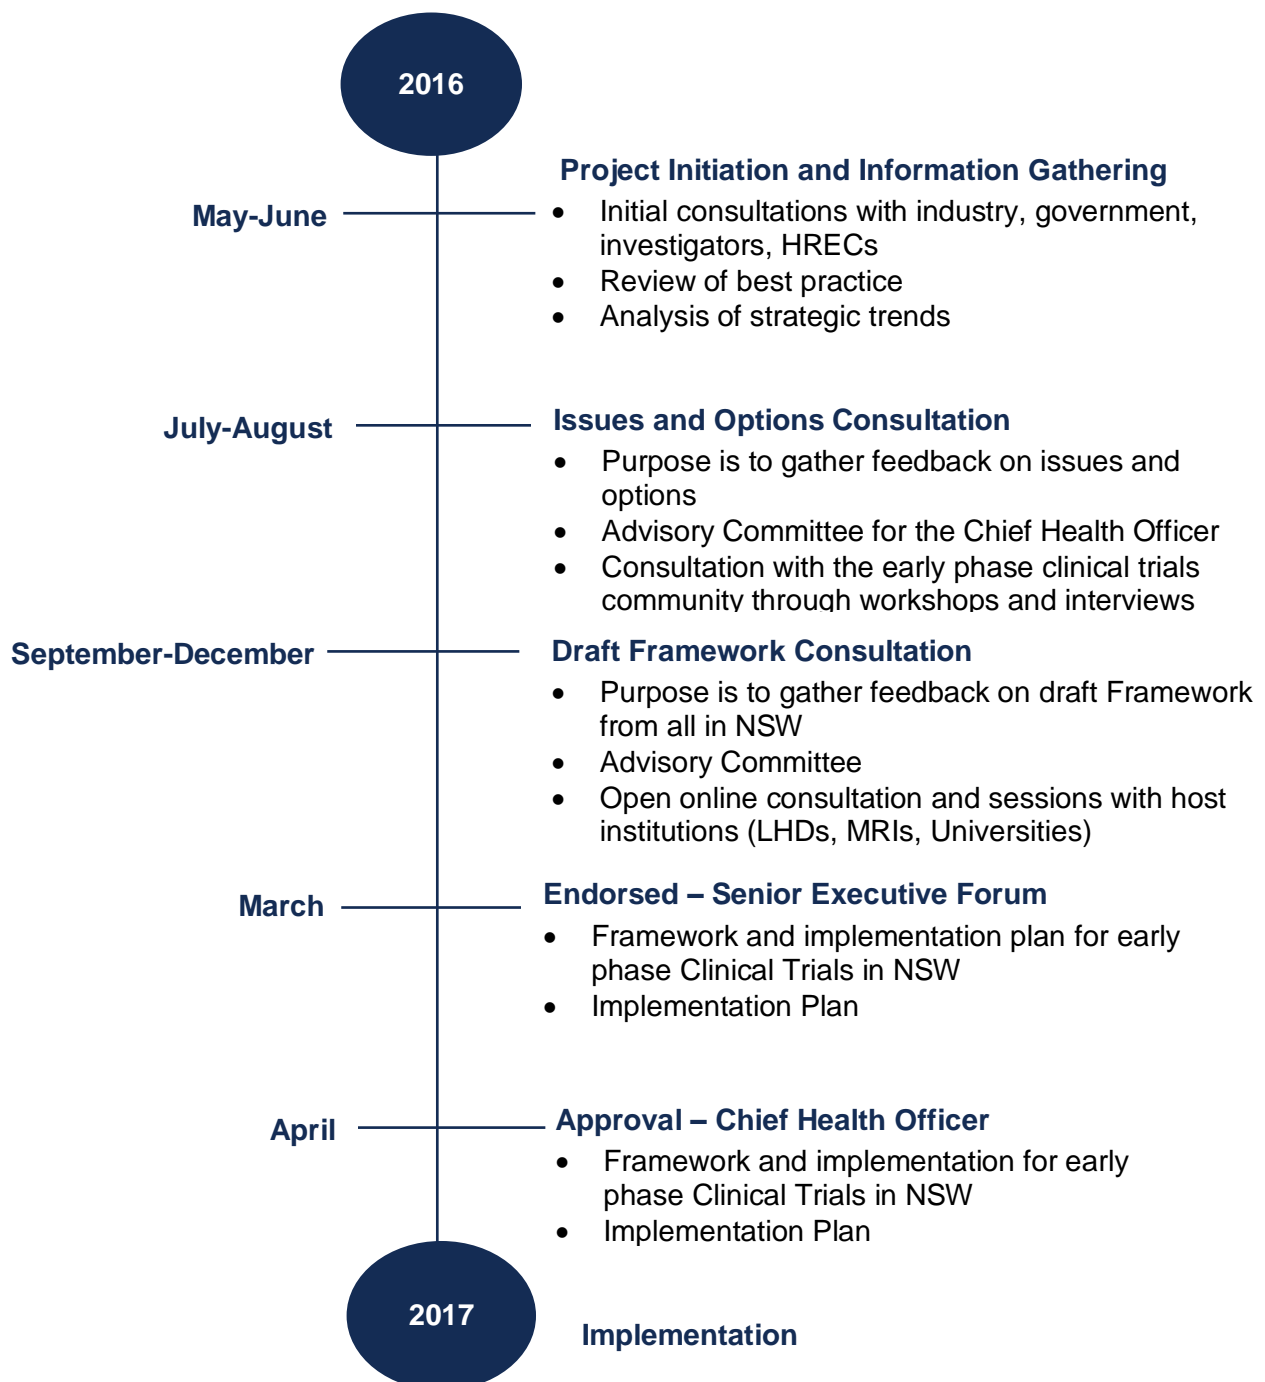 2016
Project Initiation and Information Gathering
May-June
• Initial consultations with industry, government,
investigators, HRECs
• Review of best practice
• Analysis of strategic trends
July-August
Issues and Options Consultation
• Purpose is to gather feedback on issues and
options
• Advisory Committee for the Chief Health Officer
• Consultation with the early phase clinical trials
community through workshops and interviews
September-December
Draft Framework Consultation
• Purpose is to gather feedback on draft Framework
from all in NSW
• Advisory Committee
• Open online consultation and sessions with host
institutions (LHDs, MRIs, Universities)
March
Endorsed – Senior Executive Forum
• Framework and implementation plan for early
phase Clinical Trials in NSW
• Implementation Plan
April
Approval – Chief Health Officer
• Framework and implementation for early
phase Clinical Trials in NSW
• Implementation Plan
2017
Implementation